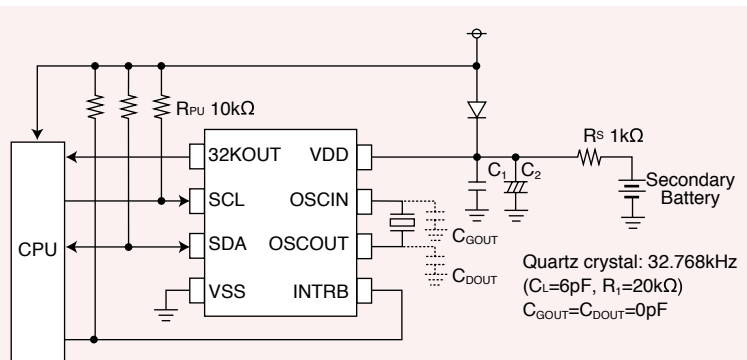 RPU 10kΩ
RS 1kΩ
32KOUT
VDD
C1
C2
SCL
OSCIN
Secondary
Battery
CGOUT
CPU
SDA
OSCOUT
CDOUT
Quartz crystal: 32.768kHz
(CL=6pF, R1=20kΩ)
CGOUT=CDOUT=0pF
VSS
INTRB